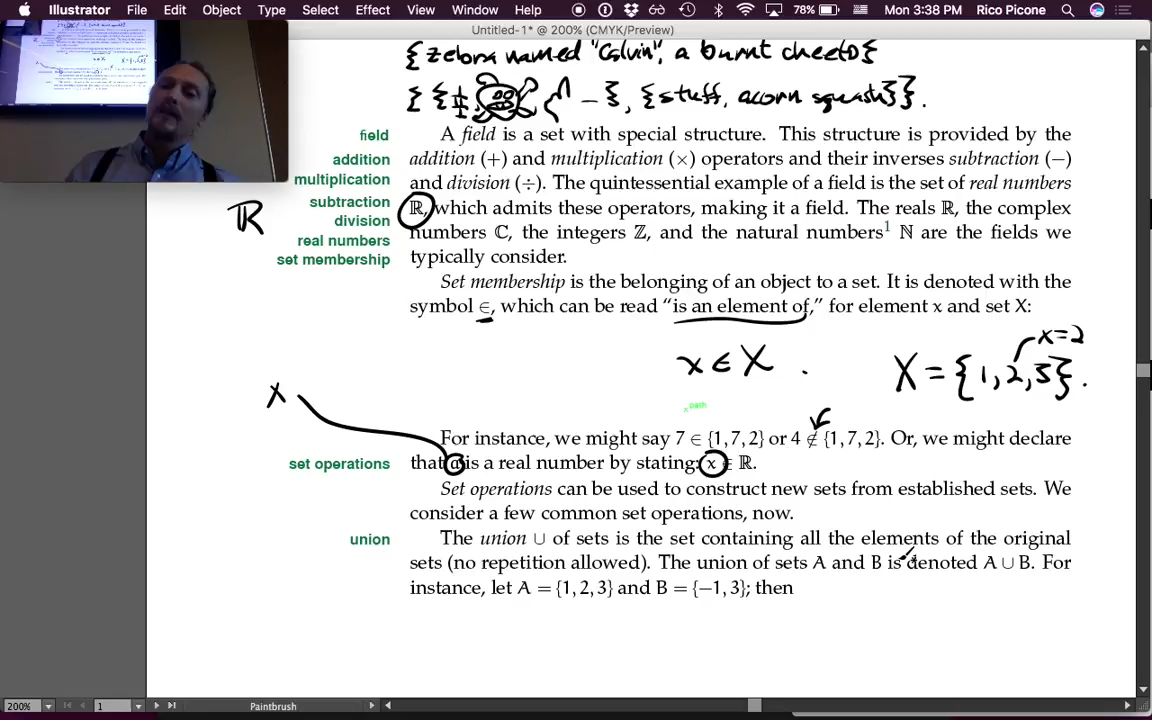 Illustrator File Edit Object Type Select Effect View Window Help 78% Mon 3:38 PM Rico Picone
Untitled-1* @ 200% (CMYK/Preview)
{zebra named "Calvin", a burnt cheeto}
{stuff, acorn squash}}.
field
addition
multiplication
subtraction
division
real numbers
set membership
ℝ
A field is a set with special structure. This structure is provided by the
addition (+) and multiplication (×) operators and their inverses subtraction (−)
and division (÷). The quintessential example of a field is the set of real numbers
ℝ, which admits these operators, making it a field. The reals ℝ, the complex
numbers ℂ, the integers ℤ, and the natural numbers¹ ℕ are the fields we
typically consider.
Set membership is the belonging of an object to a set. It is denoted with the
symbol ∈, which can be read “is an element of,” for element x and set X:
x ∈ X .
x=2
X = {1, 2, 3}.
x
path
For instance, we might say 7 ∈ {1, 7, 2} or 4 ∉ {1, 7, 2}. Or, we might declare
set operations
that a is a real number by stating: x ∈ ℝ.
Set operations can be used to construct new sets from established sets. We
consider a few common set operations, now.
union
The union ∪ of sets is the set containing all the elements of the original
sets (no repetition allowed). The union of sets A and B is denoted A ∪ B. For
instance, let A = {1, 2, 3} and B = {−1, 3}; then
200% 1 Paintbrush